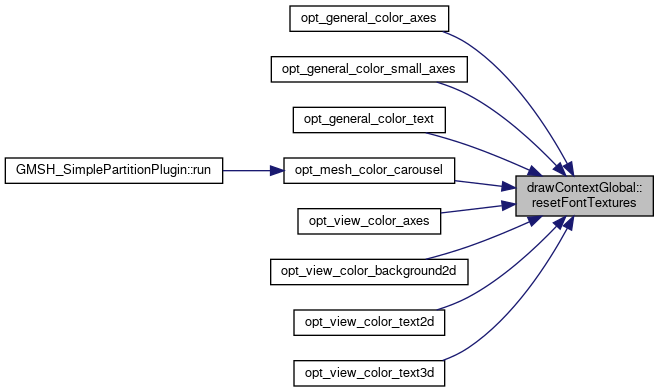 opt_general_color_axes
opt_general_color_small_axes
opt_general_color_text
GMSH_SimplePartitionPlugin::run
opt_mesh_color_carousel
drawContextGlobal::
resetFontTextures
opt_view_color_axes
opt_view_color_background2d
opt_view_color_text2d
opt_view_color_text3d